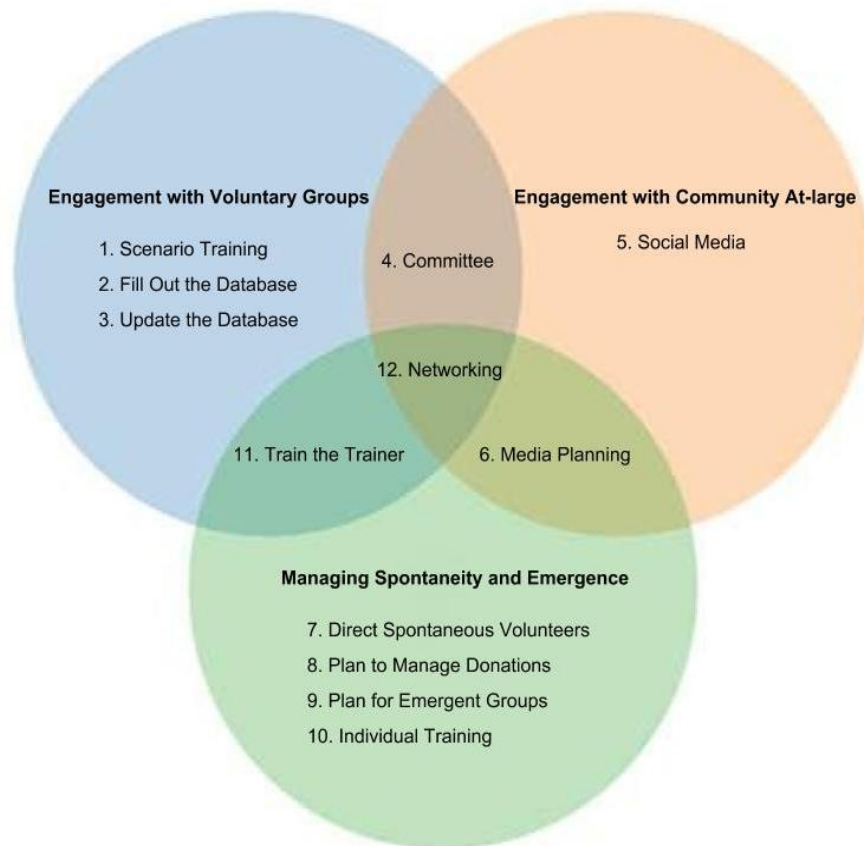 Engagement with Voluntary Groups
1. Scenario Training
2. Fill Out the Database
3. Update the Database
4. Committee
Engagement with Community At-large
5. Social Media
12. Networking
11. Train the Trainer
6. Media Planning
Managing Spontaneity and Emergence
7. Direct Spontaneous Volunteers
8. Plan to Manage Donations
9. Plan for Emergent Groups
10. Individual Training